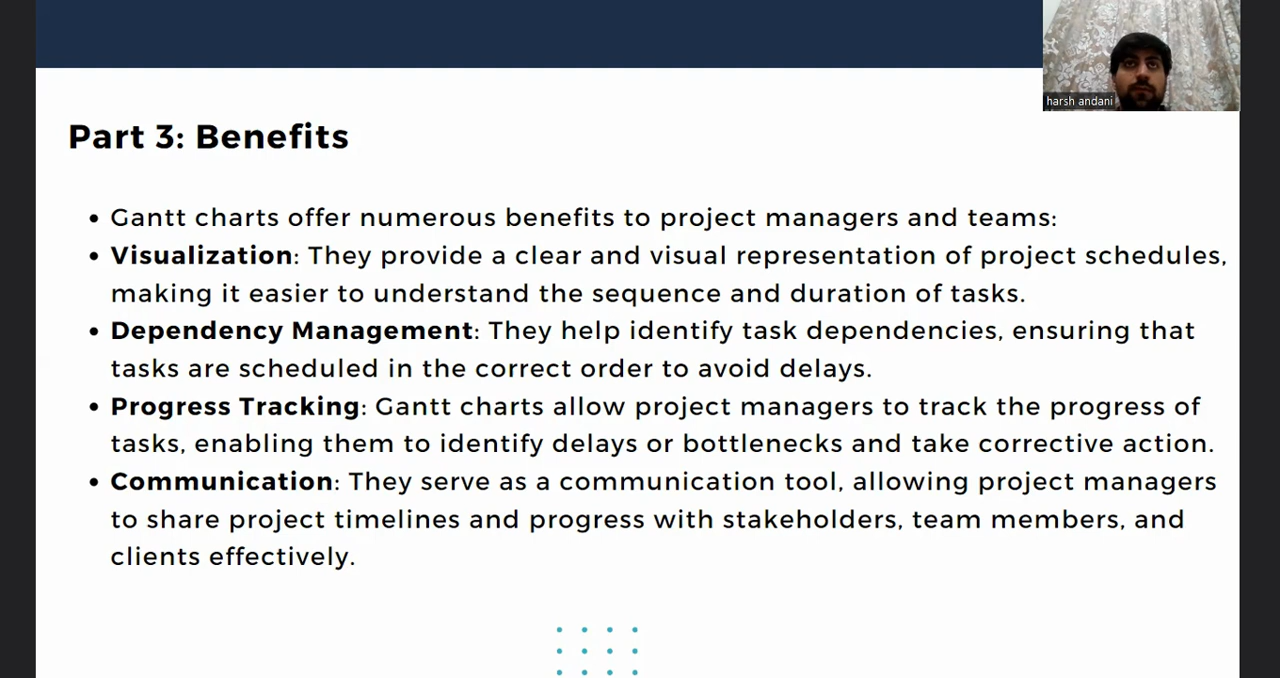 harsh andani
Part 3: Benefits
• Gantt charts offer numerous benefits to project managers and teams:
• Visualization: They provide a clear and visual representation of project schedules,
making it easier to understand the sequence and duration of tasks.
• Dependency Management: They help identify task dependencies, ensuring that
tasks are scheduled in the correct order to avoid delays.
• Progress Tracking: Gantt charts allow project managers to track the progress of
tasks, enabling them to identify delays or bottlenecks and take corrective action.
• Communication: They serve as a communication tool, allowing project managers
to share project timelines and progress with stakeholders, team members, and
clients effectively.